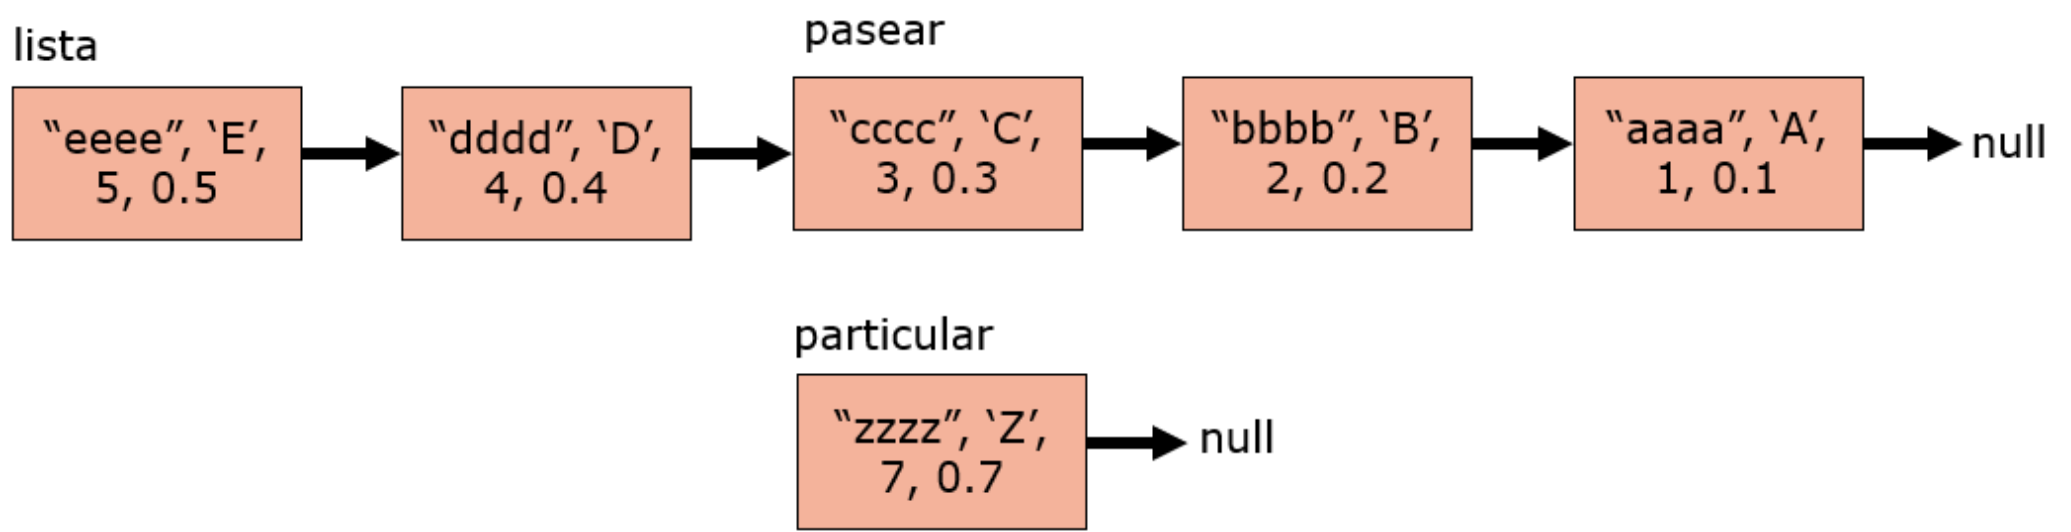 lista
pasear
“eeee”, ‘E’,
5, 0.5
“dddd”, ‘D’,
4, 0.4
“cccc”, ‘C’,
3, 0.3
“bbbb”, ‘B’,
2, 0.2
“aaaa”, ‘A’,
1, 0.1
null
particular
“zzzz”, ‘Z’,
7, 0.7
null